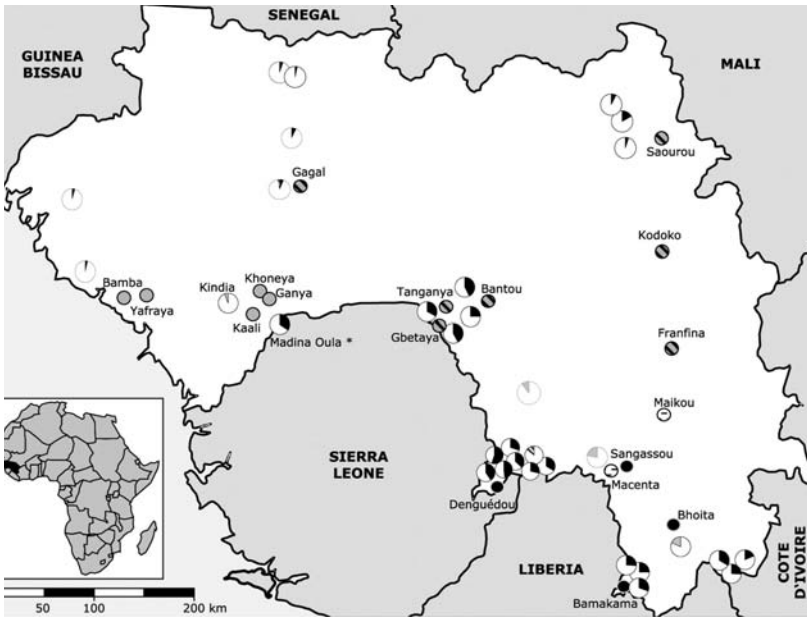 SENEGAL
GUINEA
BISSAU
MALI
Saourou
Gagal
Kodoko
Khoneya
Bamba
Kindia
Ganya
Tanganya
Bantou
Yafraya
Kaali
Madina Oula *
Gbetaya
Franfina
Maikou
SIERRA
LEONE
Sangassou
Macenta
Denguédou
Bhoita
LIBERIA
COTE
D'IVOIRE
Bamakama
50 100 200 km